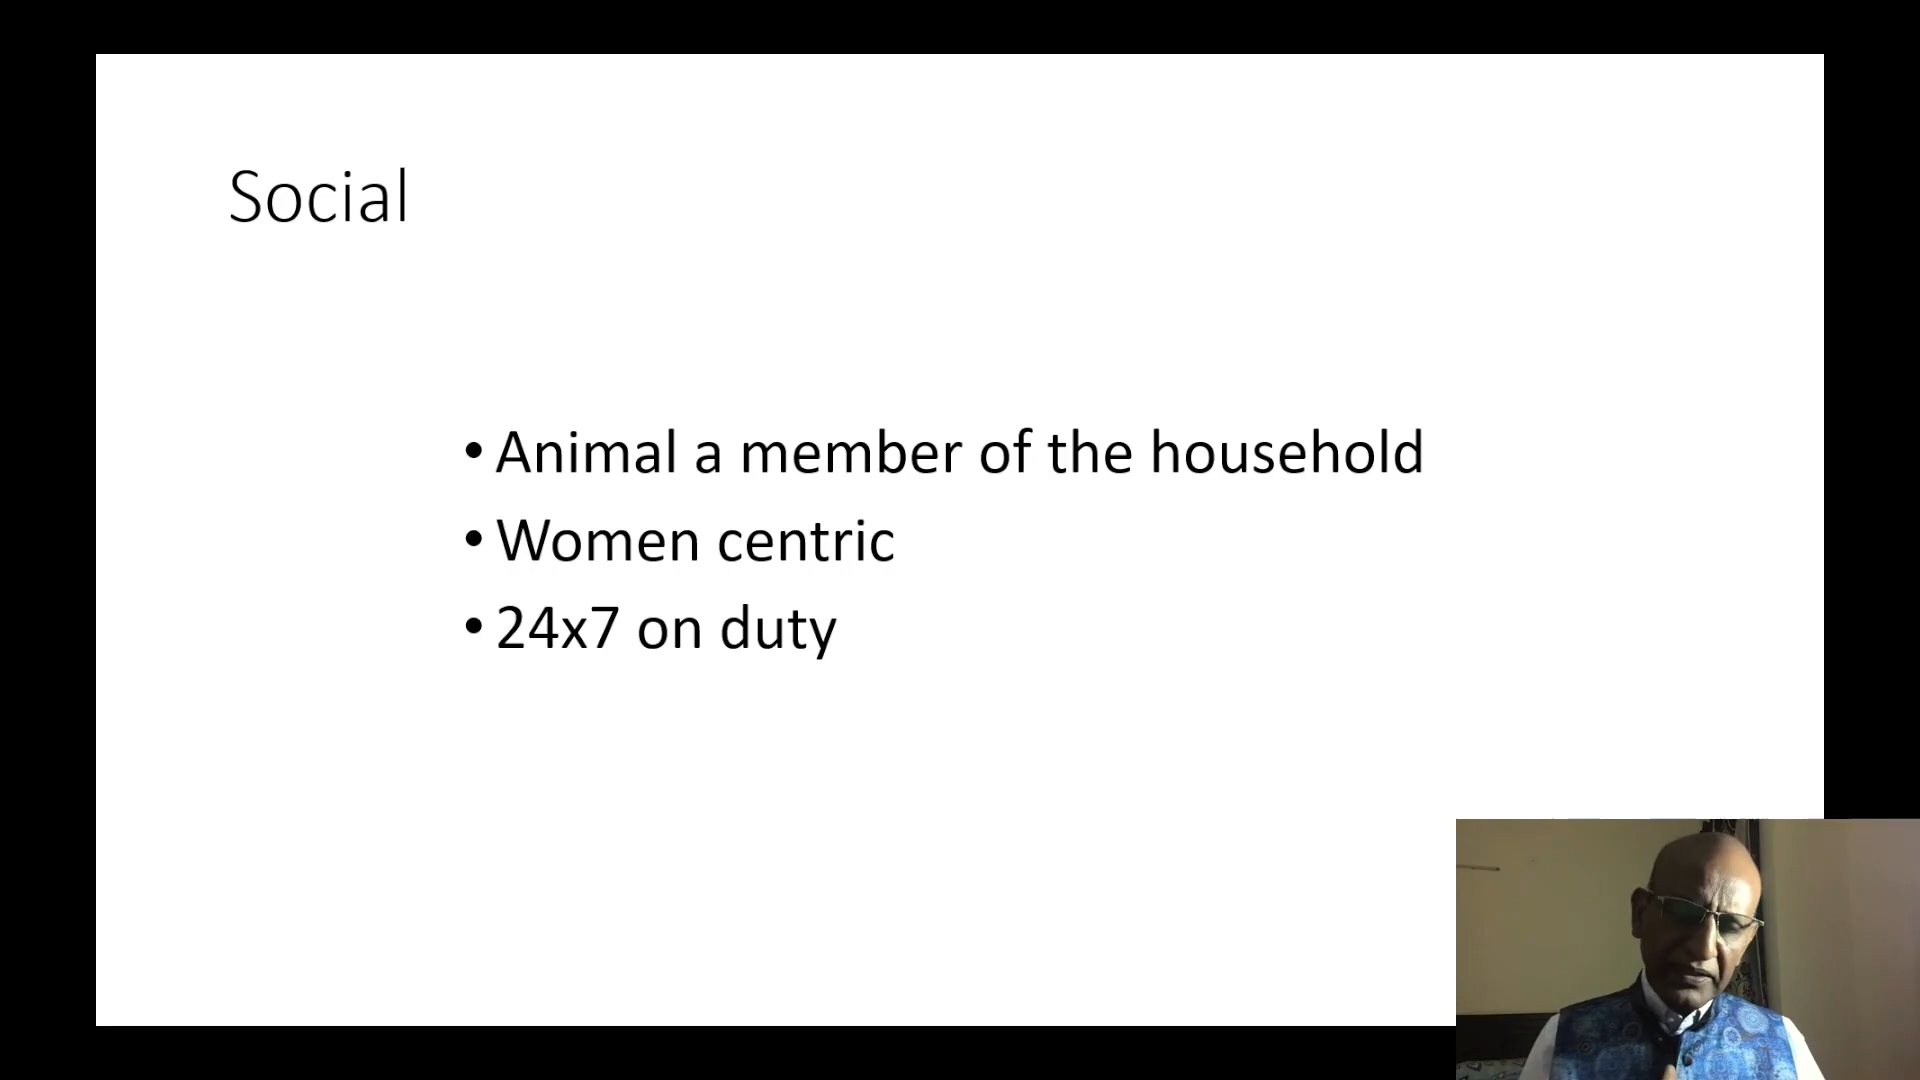 Social
• Animal a member of the household
• Women centric
• 24x7 on duty